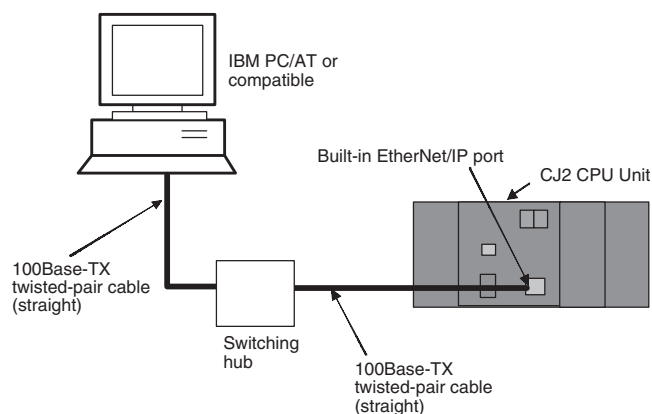 IBM PC/AT or
compatible
Built-in EtherNet/IP port
CJ2 CPU Unit
100Base-TX
twisted-pair cable
(straight)
Switching
hub
100Base-TX
twisted-pair cable
(straight)